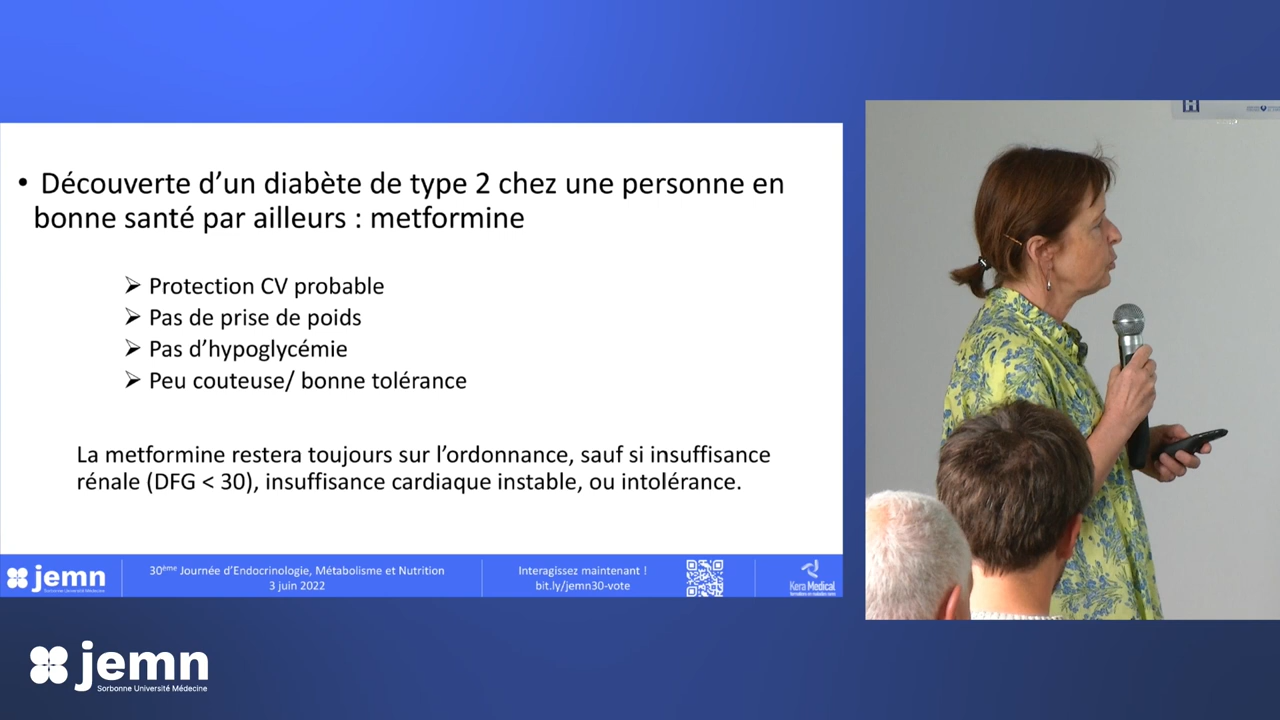 • Découverte d’un diabète de type 2 chez une personne en
bonne santé par ailleurs : metformine
➢ Protection CV probable
➢ Pas de prise de poids
➢ Pas d’hypoglycémie
➢ Peu couteuse/ bonne tolérance
La metformine restera toujours sur l’ordonnance, sauf si insuffisance
rénale (DFG < 30), insuffisance cardiaque instable, ou intolérance.
jemn
Sorbonne Université Médecine
30ème Journée d’Endocrinologie, Métabolisme et Nutrition
3 juin 2022
Interagissez maintenant !
bit.ly/jemn30-vote
Kera Medical
jemn
Sorbonne Université Médecine